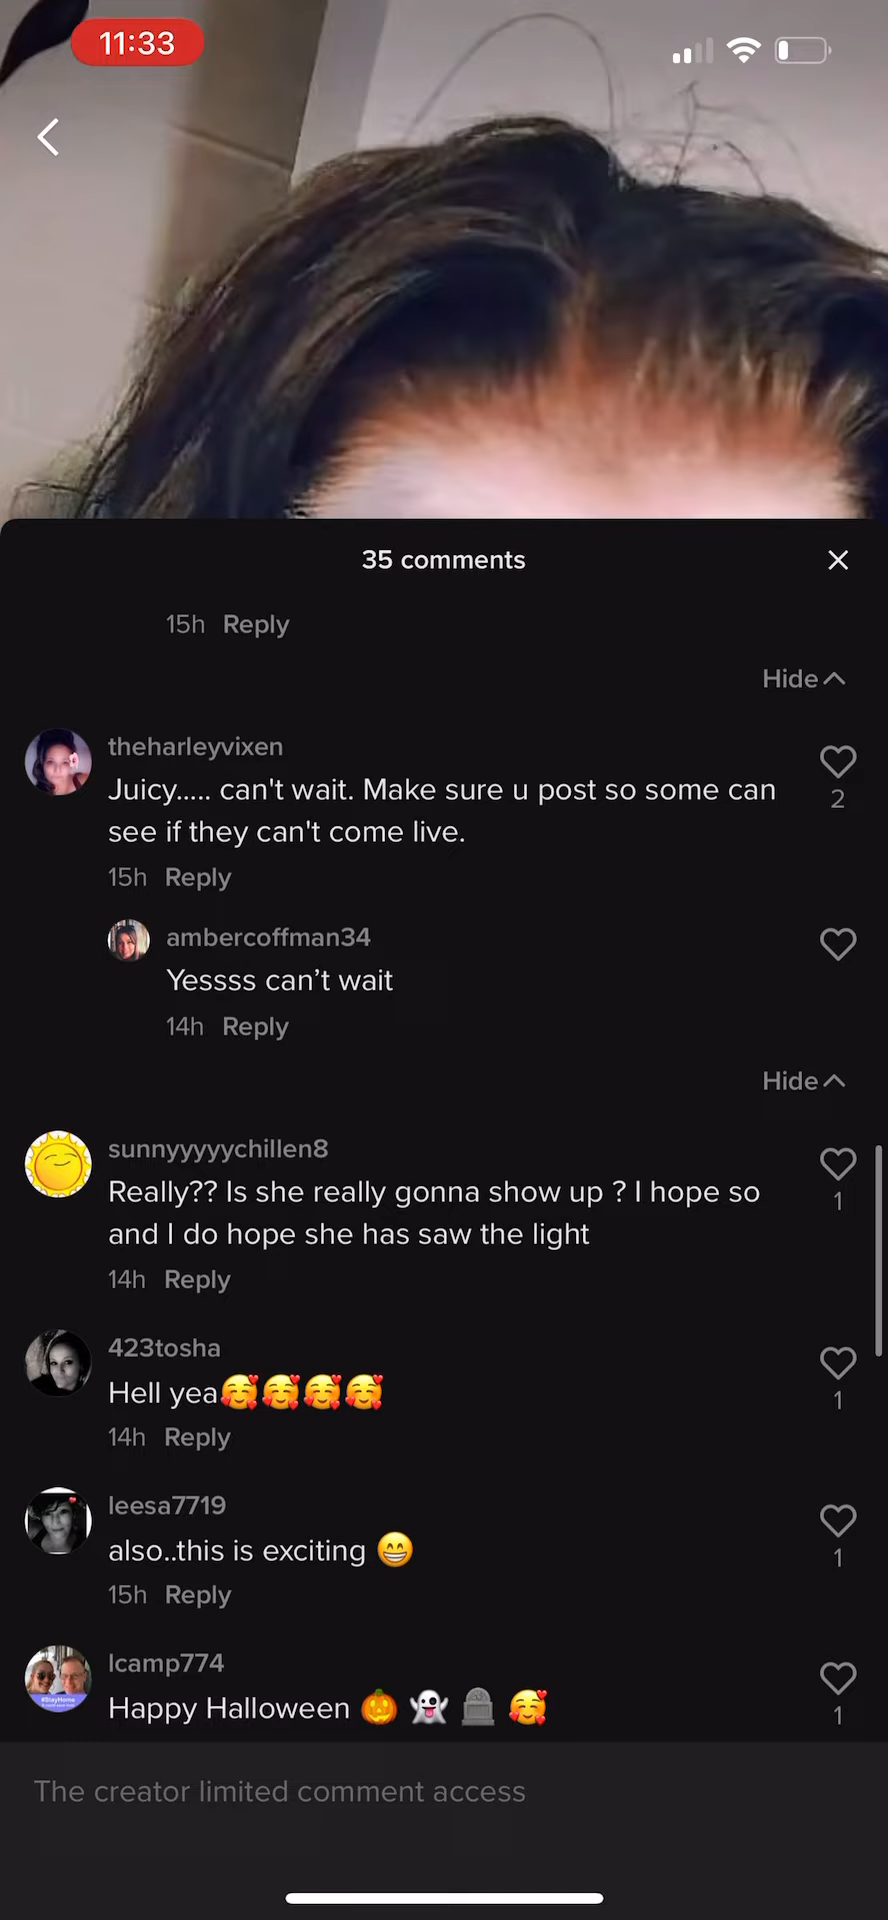 11:33
35 comments
15h Reply
Hide
theharleyvixen
Juicy..... can't wait. Make sure u post so some can
see if they can't come live.
2
15h Reply
ambercoffman34
Yessss can’t wait
14h Reply
Hide
sunnyyyyychillen8
Really?? Is she really gonna show up ? I hope so
and I do hope she has saw the light
1
14h Reply
423tosha
Hell yea🥰🥰🥰🥰
1
14h Reply
leesa7719
also..this is exciting 😁
1
15h Reply
lcamp774
#StayHome
Happy Halloween 🎃 👻 🪦 🥰
1
The creator limited comment access